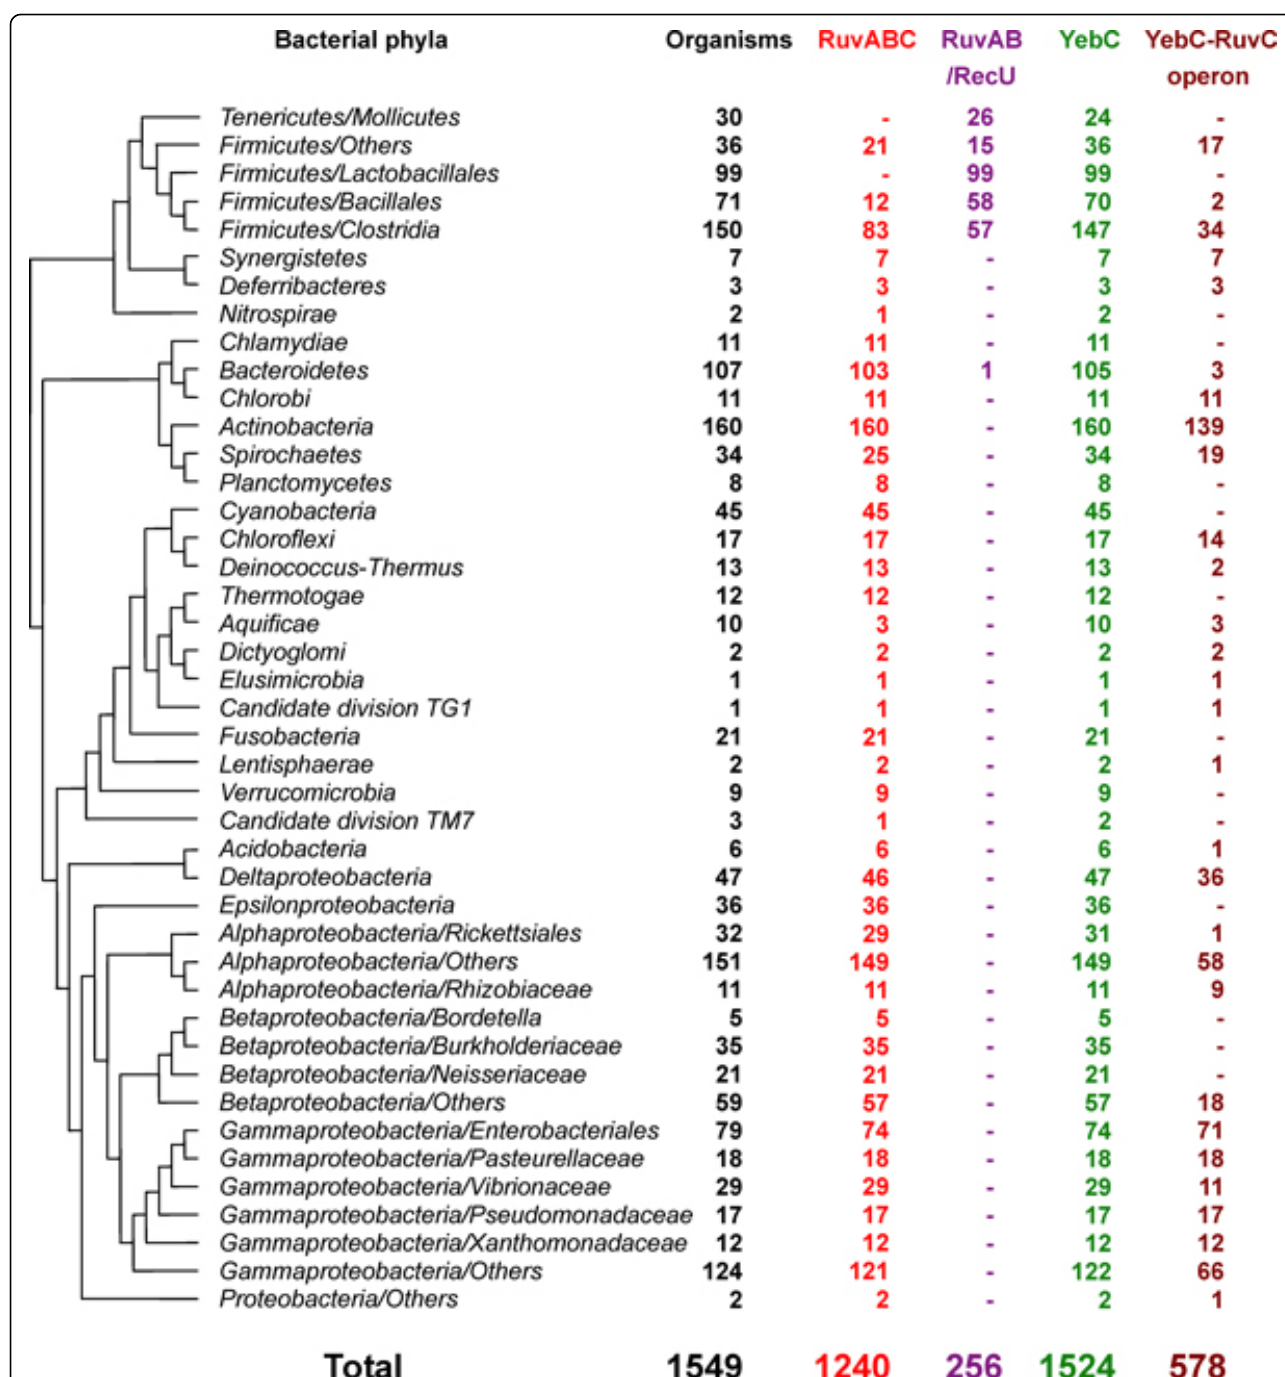 Bacterial phyla Organisms RuvABC RuvAB YebC YebC-RuvC
/RecU operon
Tenericutes/Mollicutes 30 - 26 24 -
Firmicutes/Others 36 21 15 36 17
Firmicutes/Lactobacillales 99 - 99 99 -
Firmicutes/Bacillales 71 12 58 70 2
Firmicutes/Clostridia 150 83 57 147 34
Synergistetes 7 7 - 7 7
Deferribacteres 3 3 - 3 3
Nitrospirae 2 1 - 2 -
Chlamydiae 11 11 - 11 -
Bacteroidetes 107 103 1 105 3
Chlorobi 11 11 - 11 11
Actinobacteria 160 160 - 160 139
Spirochaetes 34 25 - 34 19
Planctomycetes 8 8 - 8 -
Cyanobacteria 45 45 - 45 -
Chloroflexi 17 17 - 17 14
Deinococcus-Thermus 13 13 - 13 2
Thermotogae 12 12 - 12 -
Aquificae 10 3 - 10 3
Dictyoglomi 2 2 - 2 2
Elusimicrobia 1 1 - 1 1
Candidate division TG1 1 1 - 1 1
Fusobacteria 21 21 - 21 -
Lentisphaerae 2 2 - 2 1
Verrucomicrobia 9 9 - 9 -
Candidate division TM7 3 1 - 2 -
Acidobacteria 6 6 - 6 1
Deltaproteobacteria 47 46 - 47 36
Epsilonproteobacteria 36 36 - 36 -
Alphaproteobacteria/Rickettsiales 32 29 - 31 1
Alphaproteobacteria/Others 151 149 - 149 58
Alphaproteobacteria/Rhizobiaceae 11 11 - 11 9
Betaproteobacteria/Bordetella 5 5 - 5 -
Betaproteobacteria/Burkholderiaceae 35 35 - 35 -
Betaproteobacteria/Neisseriaceae 21 21 - 21 -
Betaproteobacteria/Others 59 57 - 57 18
Gammaproteobacteria/Enterobacteriales 79 74 - 74 71
Gammaproteobacteria/Pasteurellaceae 18 18 - 18 18
Gammaproteobacteria/Vibrionaceae 29 29 - 29 11
Gammaproteobacteria/Pseudomonadaceae 17 17 - 17 17
Gammaproteobacteria/Xanthomonadaceae 12 12 - 12 12
Gammaproteobacteria/Others 124 121 - 122 66
Proteobacteria/Others 2 2 - 2 1
Total 1549 1240 256 1524 578